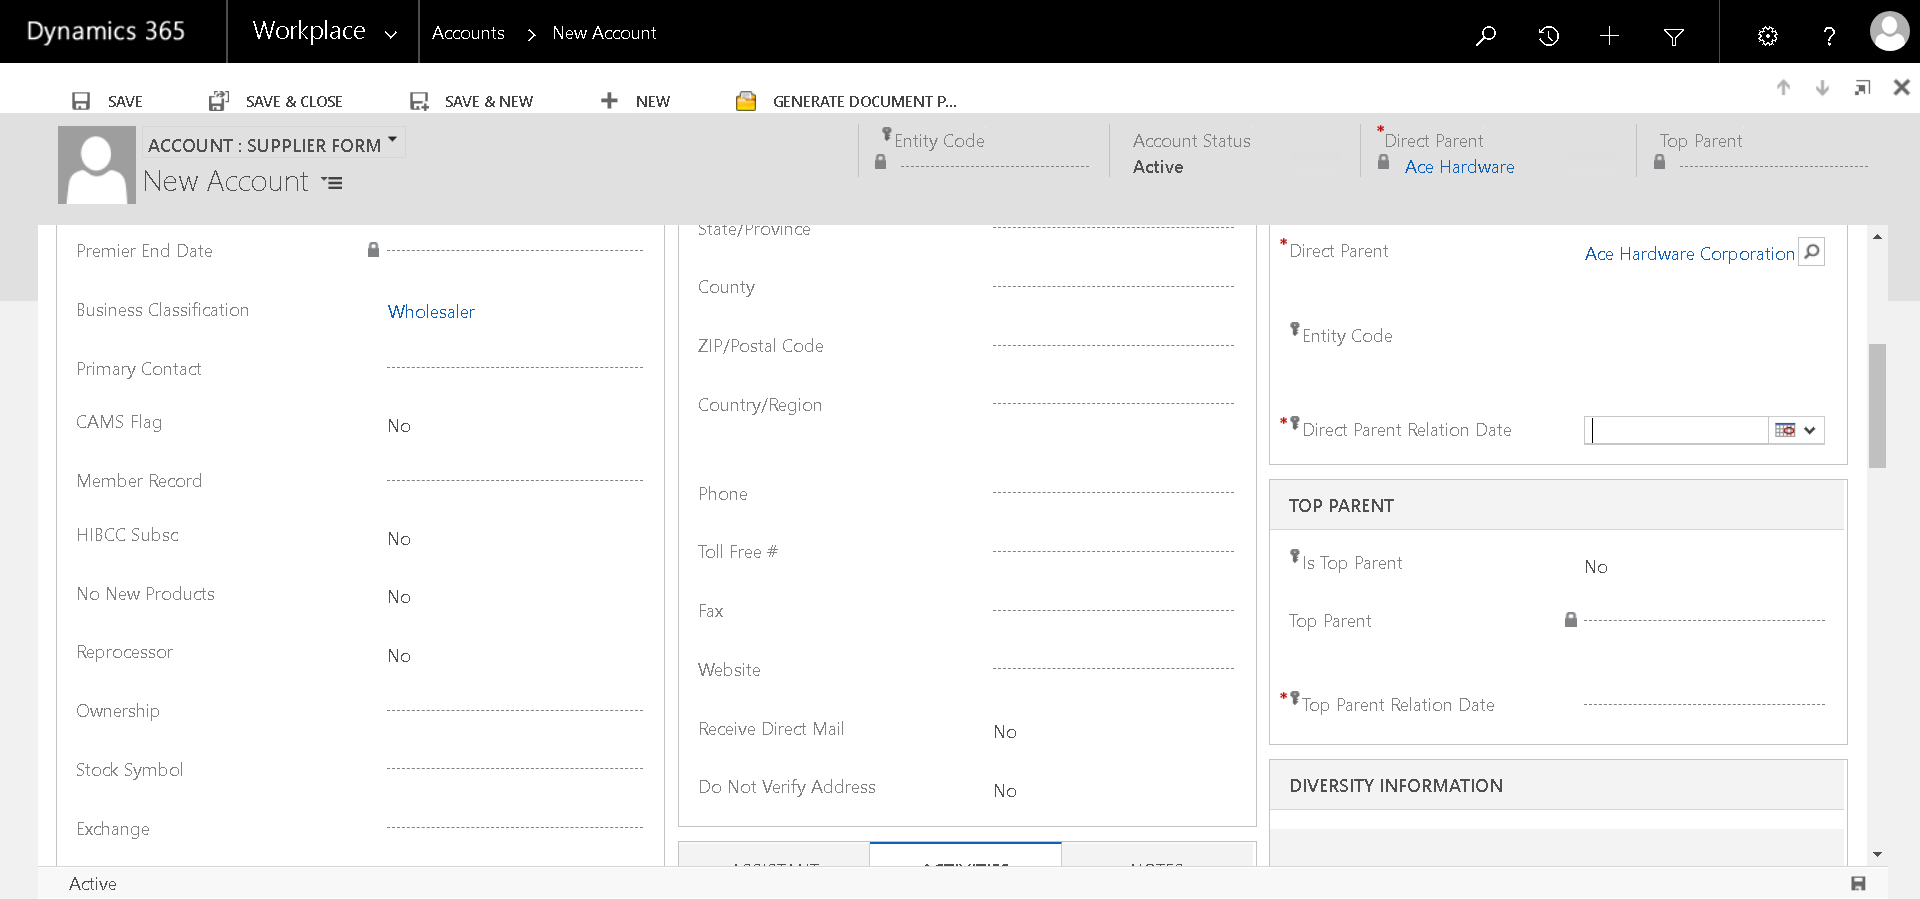 Dynamics 365
Workplace
Accounts > New Account
SAVE
SAVE & CLOSE
SAVE & NEW
NEW
GENERATE DOCUMENT P...
ACCOUNT : SUPPLIER FORM
New Account
Entity Code
Account Status
Active
*Direct Parent
Ace Hardware
Top Parent
Premier End Date
Business Classification
Wholesaler
Primary Contact
CAMS Flag
No
Member Record
HIBCC Subsc
No
No New Products
No
Reprocessor
No
Ownership
Stock Symbol
Exchange
State/Province
County
ZIP/Postal Code
Country/Region
Phone
Toll Free #
Fax
Website
Receive Direct Mail
No
Do Not Verify Address
No
ASSISTANT
ACTIVITIES
NOTES
*Direct Parent
Ace Hardware Corporation
Entity Code
*Direct Parent Relation Date
TOP PARENT
Is Top Parent
No
Top Parent
*Top Parent Relation Date
DIVERSITY INFORMATION
Active